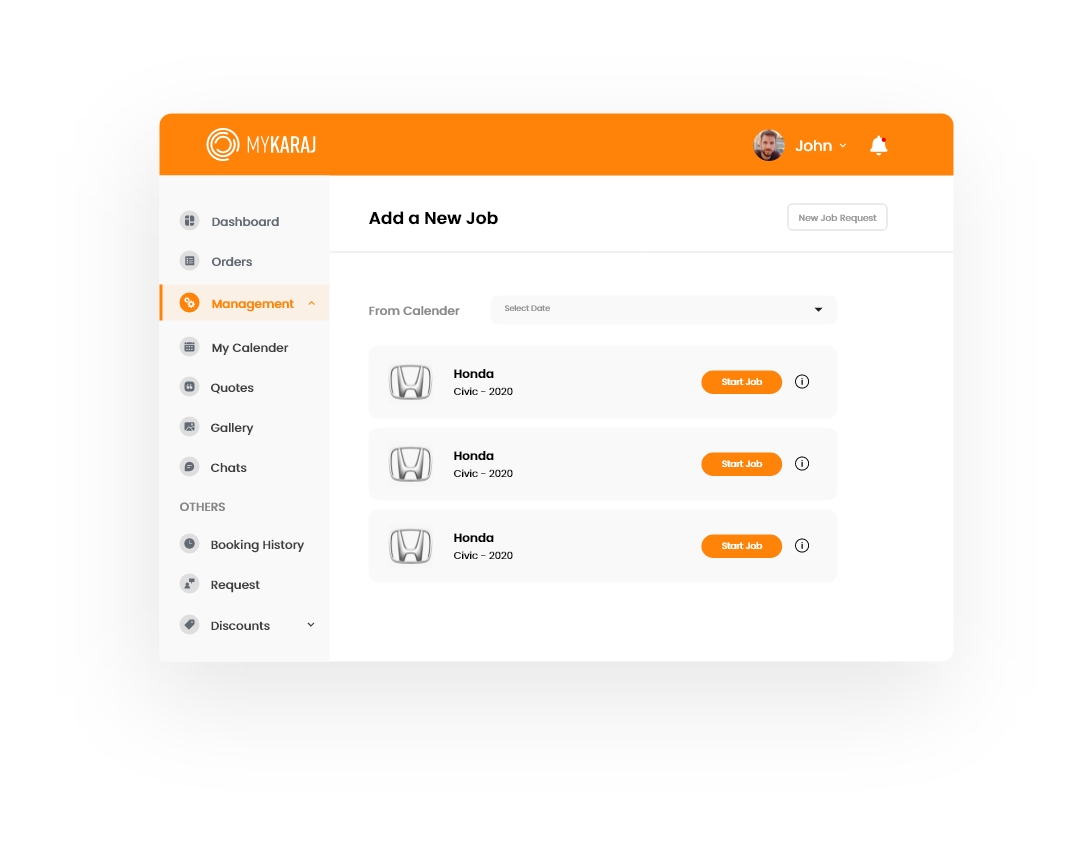 MYKARAJ
John
Dashboard
Orders
Management
My Calender
Quotes
Gallery
Chats
OTHERS
Booking History
Request
Discounts
Add a New Job
New Job Request
From Calender
Select Date
Honda
Civic - 2020
Start Job
Honda
Civic - 2020
Start Job
Honda
Civic - 2020
Start Job